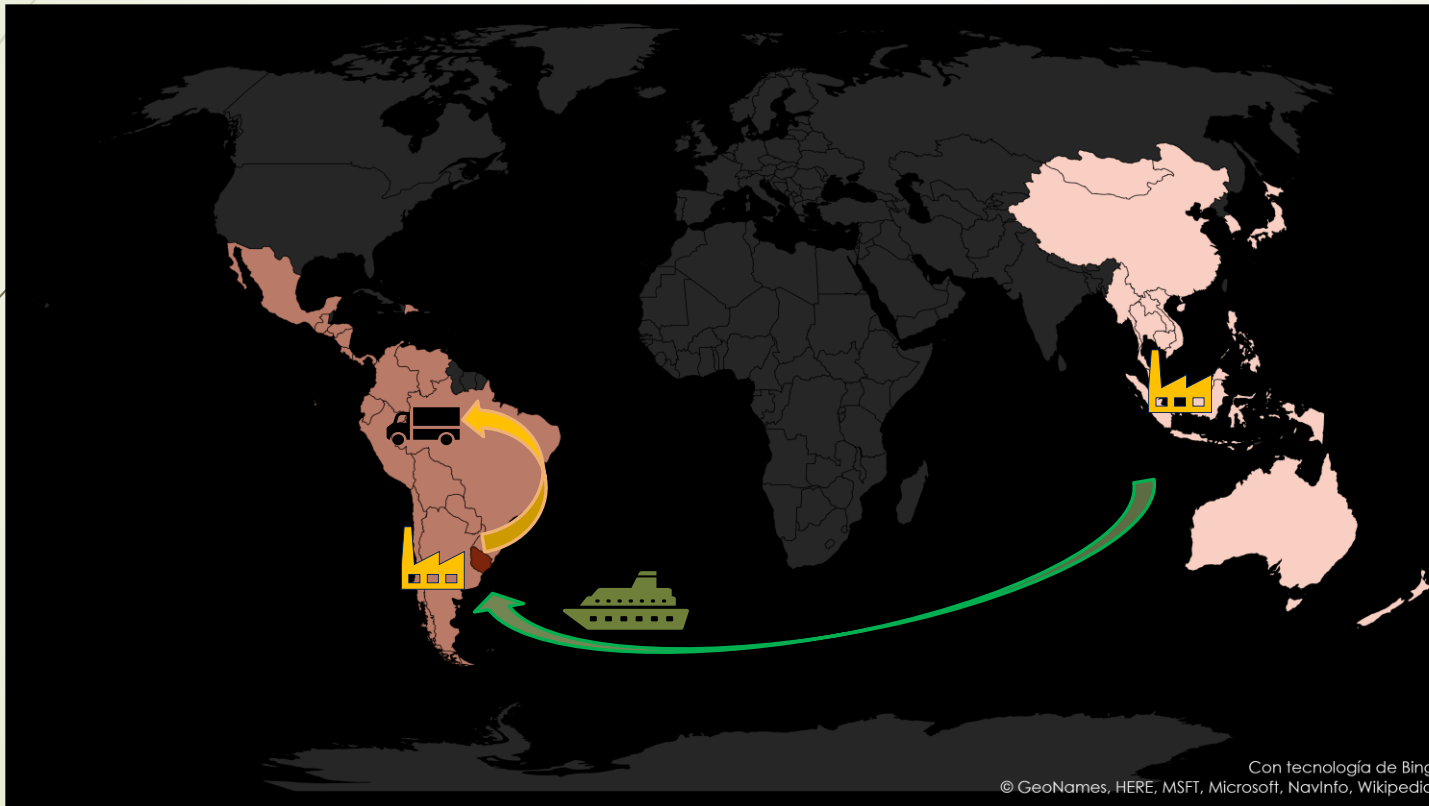 Con tecnología de Bing
© GeoNames, HERE, MSFT, Microsoft, NavInfo, Wikipedia